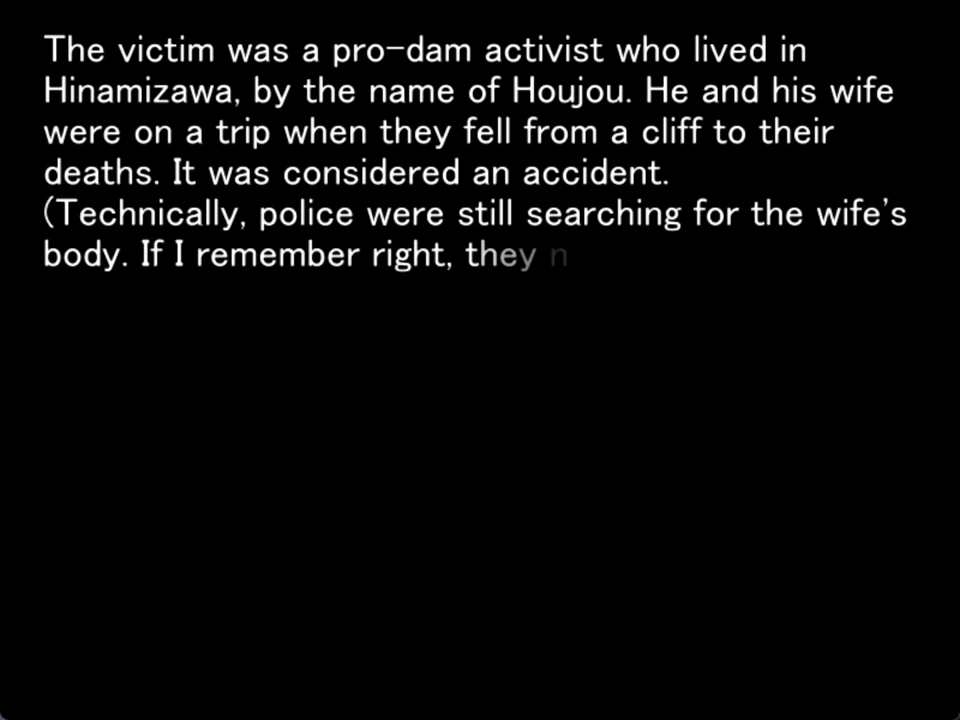 The victim was a pro-dam activist who lived in
Hinamizawa, by the name of Houjou. He and his wife
were on a trip when they fell from a cliff to their
deaths. It was considered an accident.
(Technically, police were still searching for the wife's
body. If I remember right, they n